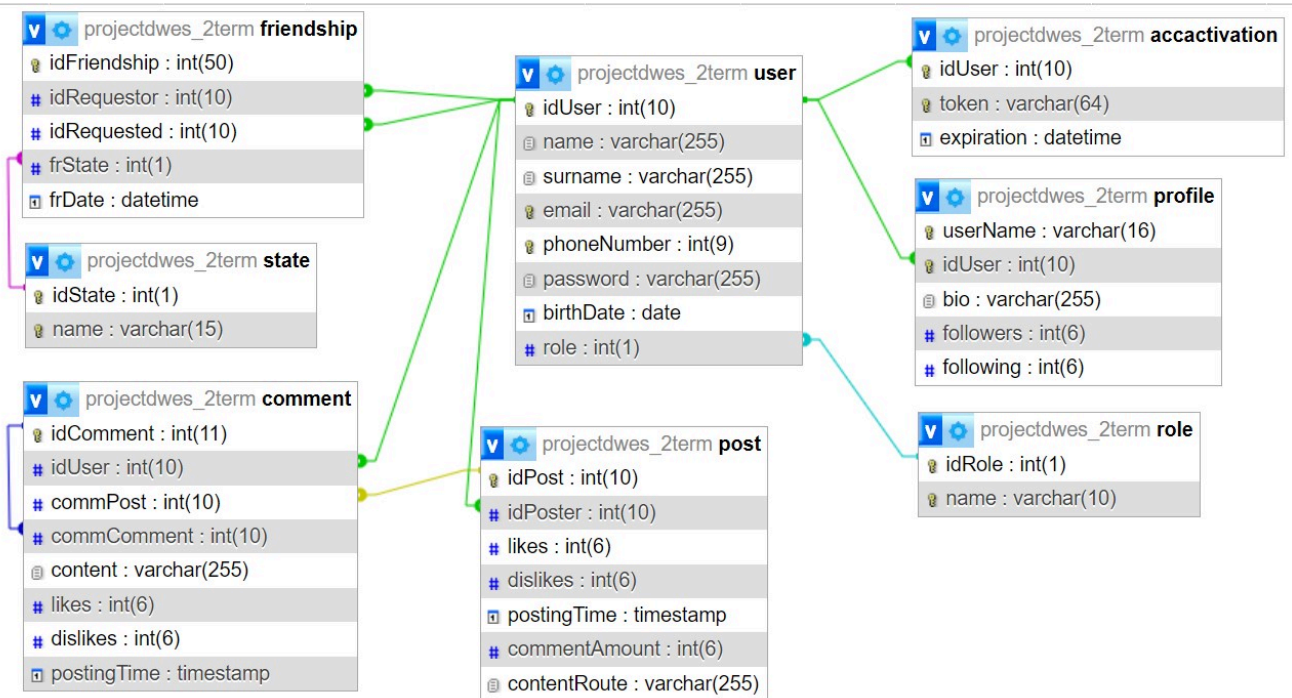 projectdwes_2term friendship
idFriendship : int(50)
idRequestor : int(10)
idRequested : int(10)
frState : int(1)
frDate : datetime
projectdwes_2term state
idState : int(1)
name : varchar(15)
projectdwes_2term comment
idComment : int(11)
idUser : int(10)
commPost : int(10)
commComment : int(10)
content : varchar(255)
likes : int(6)
dislikes : int(6)
postingTime : timestamp
projectdwes_2term user
idUser : int(10)
name : varchar(255)
surname : varchar(255)
email : varchar(255)
phoneNumber : int(9)
password : varchar(255)
birthDate : date
role : int(1)
projectdwes_2term post
idPost : int(10)
idPoster : int(10)
likes : int(6)
dislikes : int(6)
postingTime : timestamp
commentAmount : int(6)
contentRoute : varchar(255)
projectdwes_2term accactivation
idUser : int(10)
token : varchar(64)
expiration : datetime
projectdwes_2term profile
userName : varchar(16)
idUser : int(10)
bio : varchar(255)
followers : int(6)
following : int(6)
projectdwes_2term role
idRole : int(1)
name : varchar(10)